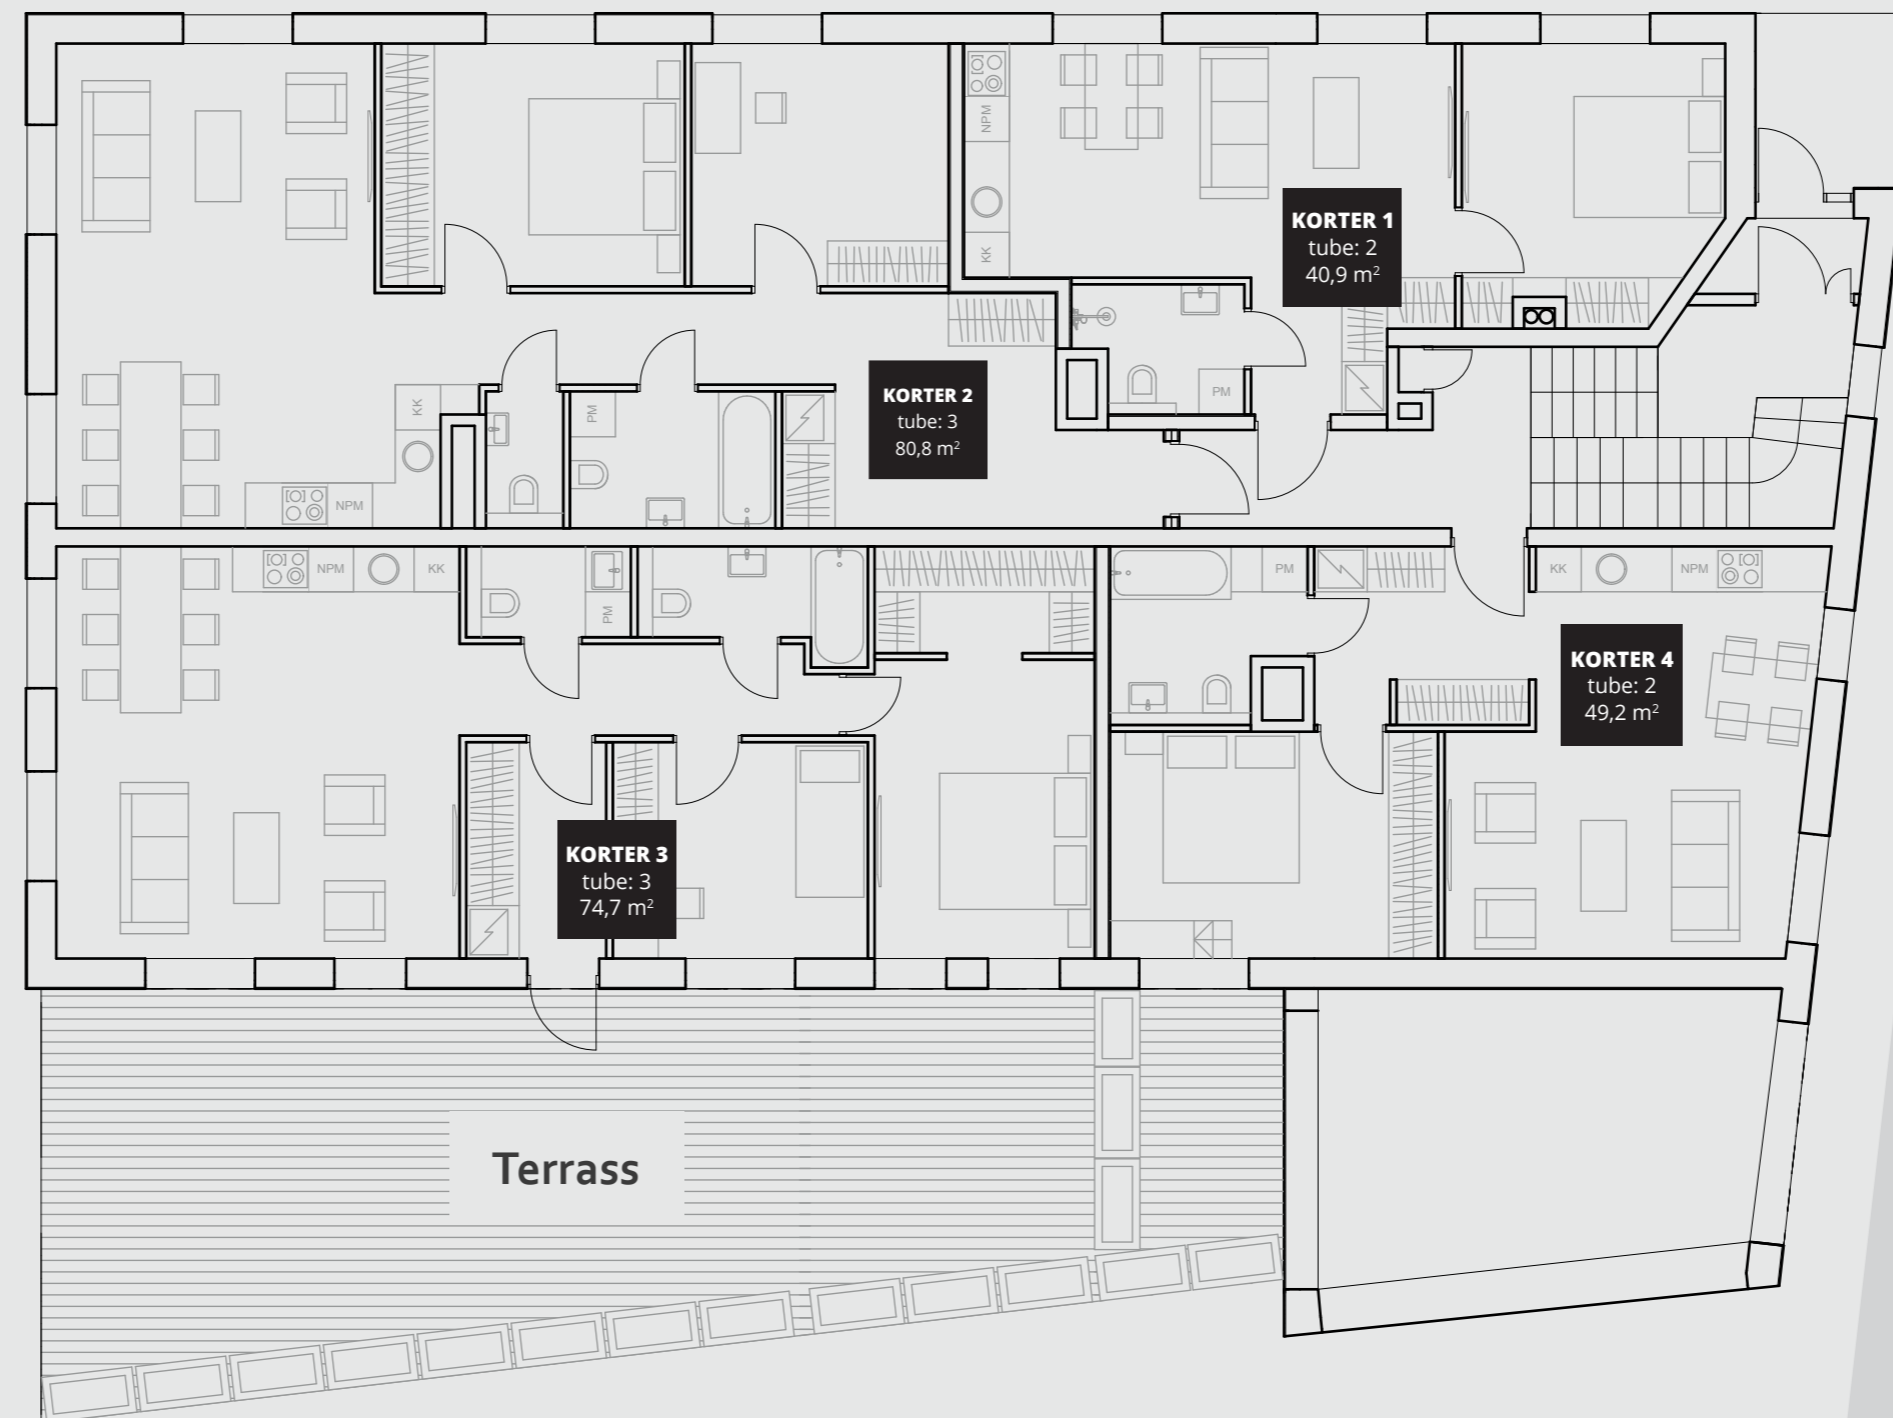 NPM
KK
KORTER 1
tube: 2
40,9 m²
PM
KORTER 2
tube: 3
80,8 m²
KK
PM
NPM
NPM
KK
PM
PM
KK
NPM
KORTER 4
tube: 2
49,2 m²
KORTER 3
tube: 3
74,7 m²
Terrass